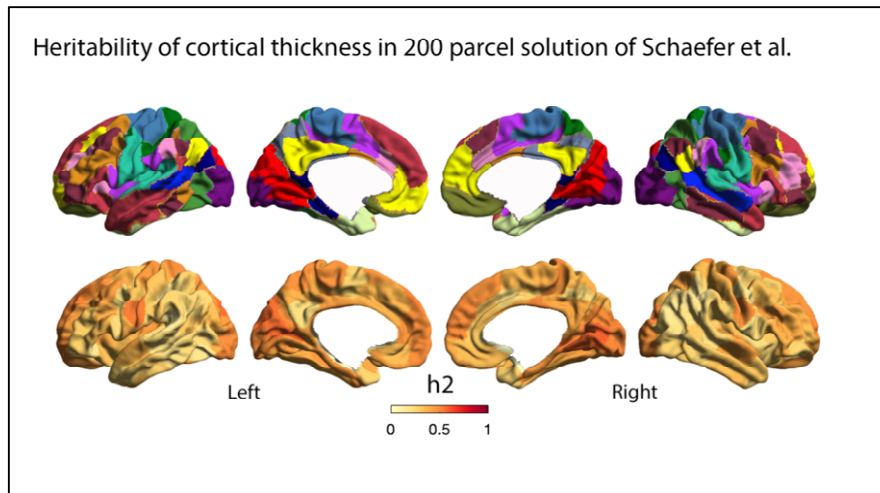 Heritability of cortical thickness in 200 parcel solution of Schaefer et al.
Left
h2
Right
0 0.5 1